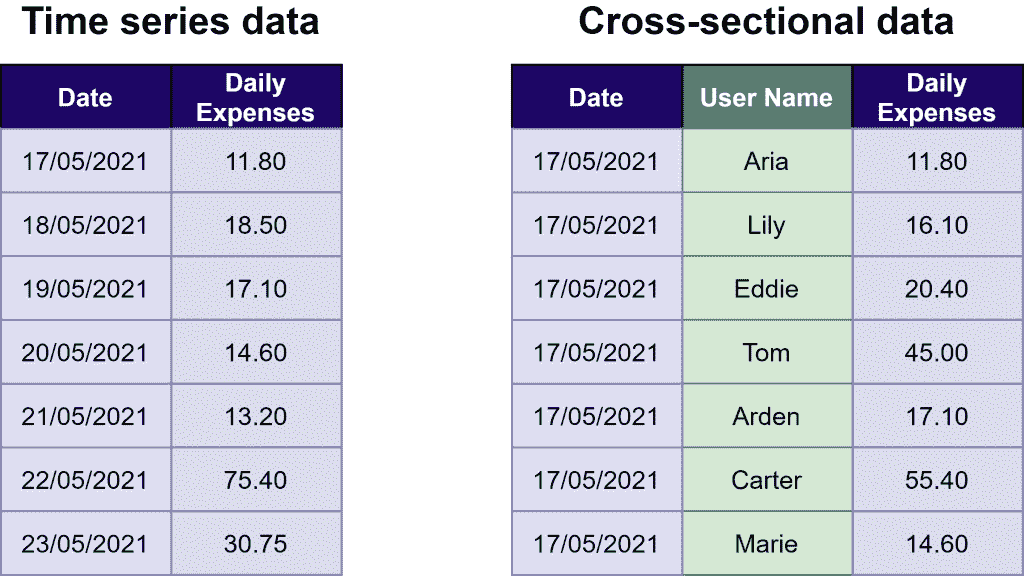 Time series data
Date Daily Expenses
17/05/2021 11.80
18/05/2021 18.50
19/05/2021 17.10
20/05/2021 14.60
21/05/2021 13.20
22/05/2021 75.40
23/05/2021 30.75
Cross-sectional data
Date User Name Daily Expenses
17/05/2021 Aria 11.80
17/05/2021 Lily 16.10
17/05/2021 Eddie 20.40
17/05/2021 Tom 45.00
17/05/2021 Arden 17.10
17/05/2021 Carter 55.40
17/05/2021 Marie 14.60